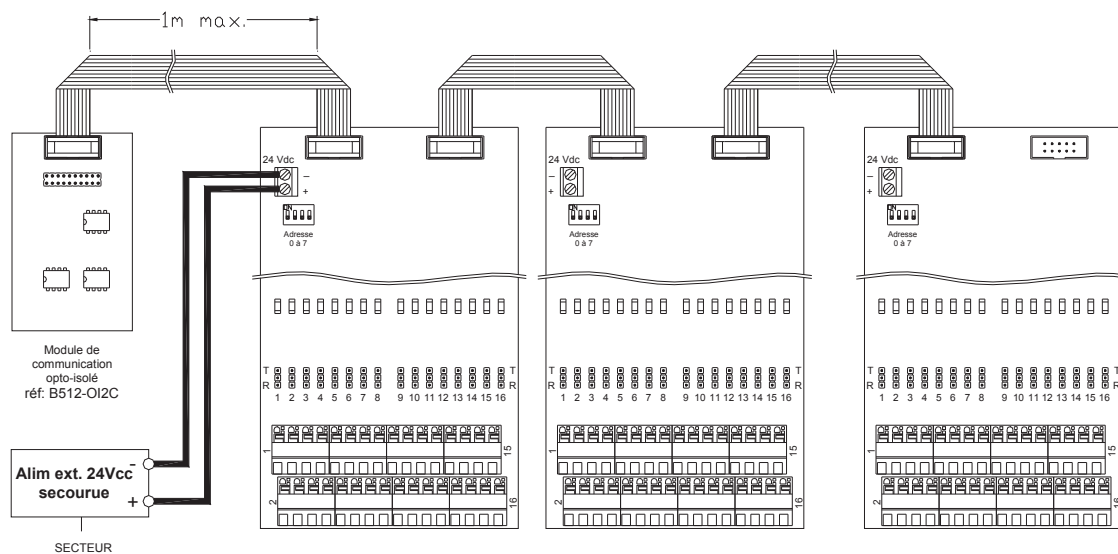 1m max.
24 Vdc
–
+
ON
Adresse
0 à 7
24 Vdc
–
+
ON
Adresse
0 à 7
24 Vdc
–
+
ON
Adresse
0 à 7
Module de
communication
opto-isolé
réf: B512-OI2C
T T
R R
1 2 3 4 5 6 7 8 9 10 11 12 13 14 15 16
T T
R R
1 2 3 4 5 6 7 8 9 10 11 12 13 14 15 16
T T
R R
1 2 3 4 5 6 7 8 9 10 11 12 13 14 15 16
1 15
2 16
1 15
2 16
1 15
2 16
Alim ext. 24Vcc -
secourue +
SECTEUR